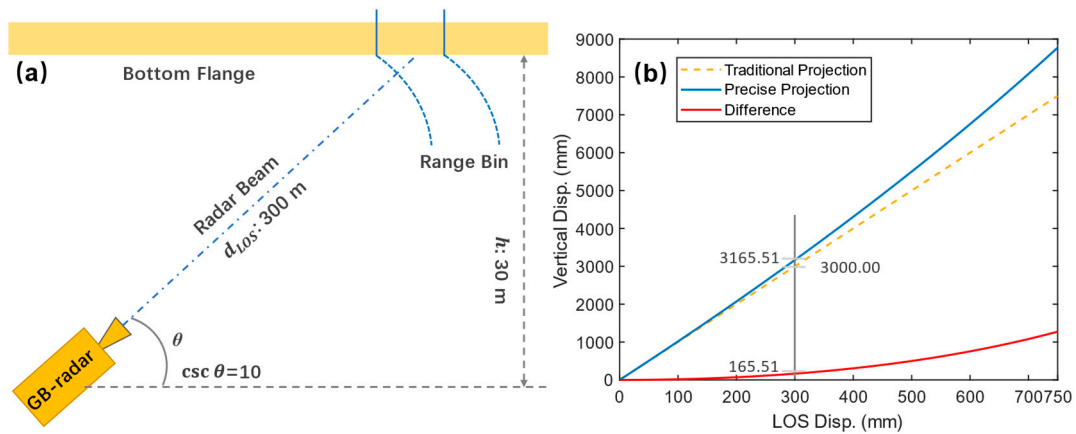 (a)
Bottom Flange
Range Bin
Radar Beam
d_LOS: 300 m
h: 30 m
θ
csc θ=10
GB-radar
(b)
Traditional Projection
Precise Projection
Difference
Vertical Disp. (mm)
9000
8000
7000
6000
5000
4000
3000
2000
1000
0
3165.51
3000.00
165.51
0 100 200 300 400 500 600 700750
LOS Disp. (mm)